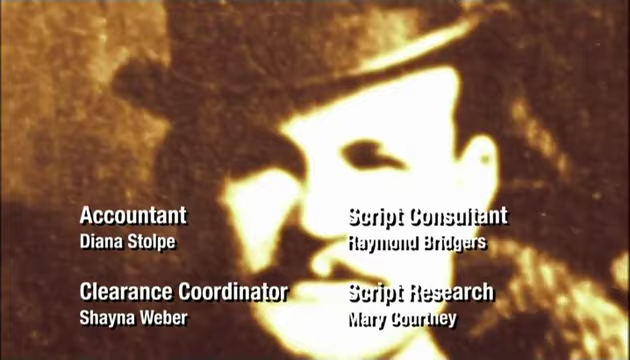 Accountant
Diana Stolpe
Script Consultant
Raymond Bridgers
Clearance Coordinator
Shayna Weber
Script Research
Mary Courtney